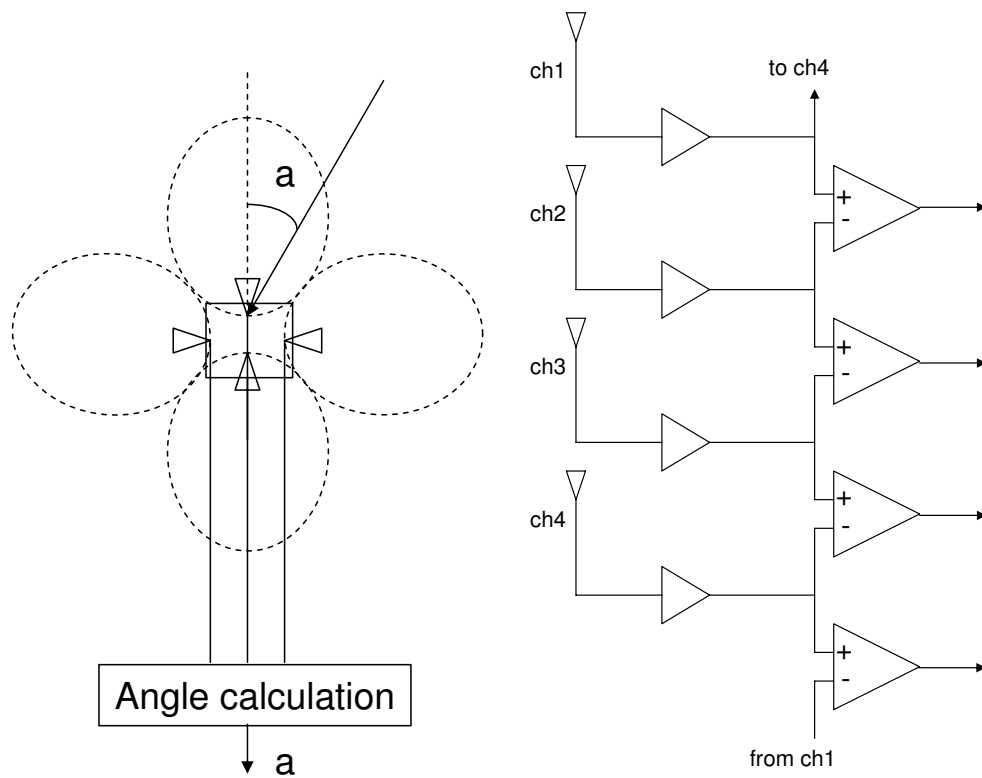 a
Angle calculation
a
ch1
to ch4
ch2
+
-
ch3
+
-
ch4
+
-
+
-
from ch1